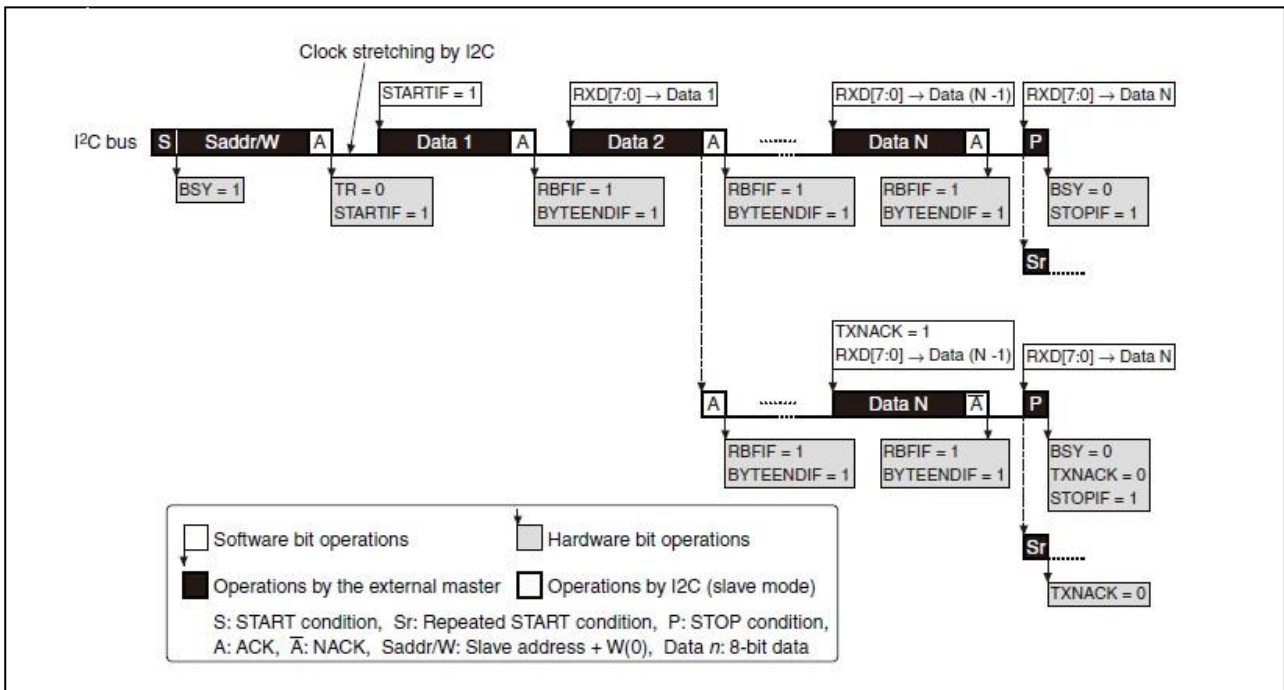 Clock stretching by I2C
STARTIF = 1
RXD[7:0] → Data 1
RXD[7:0] → Data (N -1)
RXD[7:0] → Data N
I²C bus
S Saddr/W A Data 1 A Data 2 A Data N A P
BSY = 1
TR = 0
STARTIF = 1
RBFIF = 1
BYTEENDIF = 1
RBFIF = 1
BYTEENDIF = 1
RBFIF = 1
BYTEENDIF = 1
BSY = 0
STOPIF = 1
Sr
TXNACK = 1
RXD[7:0] → Data (N -1)
RXD[7:0] → Data N
A Data N A̅ P
RBFIF = 1
BYTEENDIF = 1
RBFIF = 1
BYTEENDIF = 1
BSY = 0
TXNACK = 0
STOPIF = 1
Sr
TXNACK = 0
Software bit operations
Hardware bit operations
Operations by the external master
Operations by I2C (slave mode)
S: START condition, Sr: Repeated START condition, P: STOP condition,
A: ACK, A̅: NACK, Saddr/W: Slave address + W(0), Data n: 8-bit data